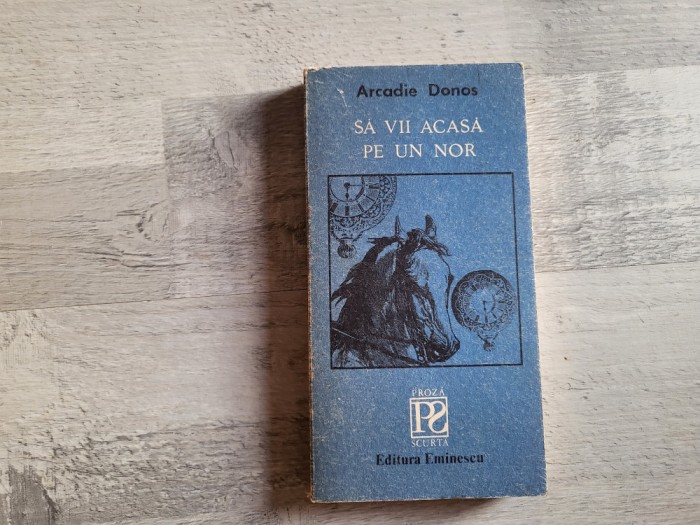 Arcadie Donos
SĂ VII ACASĂ
PE UN NOR
PROZĂ
PS
SCURTĂ
Editura Eminescu